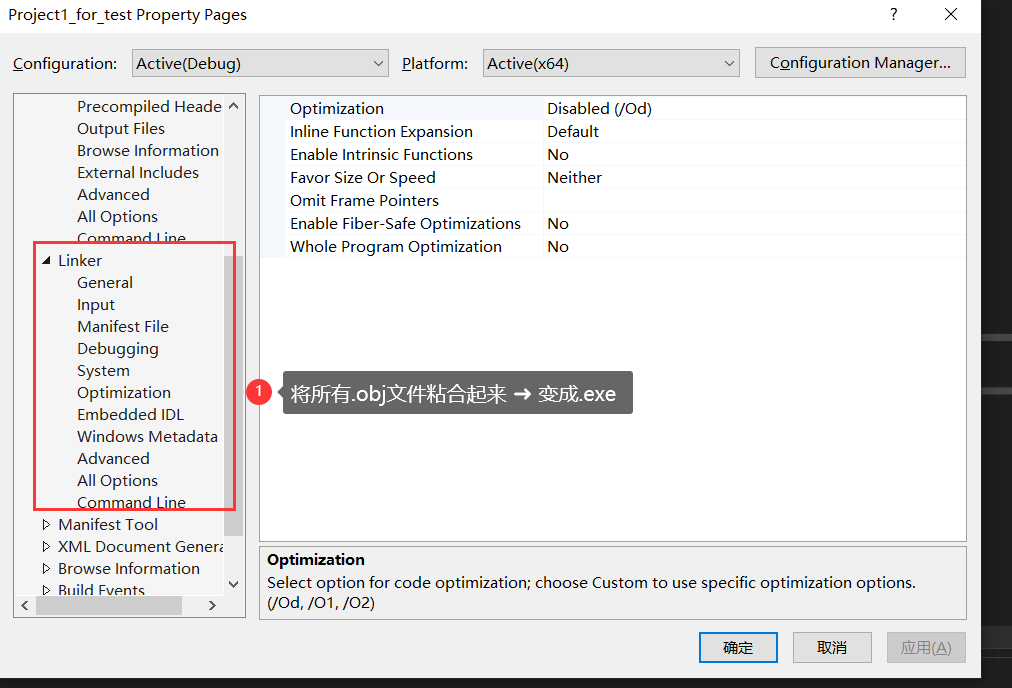 Project1_for_test Property Pages
?
Configuration:
Active(Debug)
Platform:
Active(x64)
Configuration Manager...
Precompiled Heade
Output Files
Browse Information
External Includes
Advanced
All Options
Command Line
Linker
General
Input
Manifest File
Debugging
System
Optimization
Embedded IDL
Windows Metadata
Advanced
All Options
Command Line
Manifest Tool
XML Document Genera
Browse Information
Build Events
Optimization Disabled (/Od)
Inline Function Expansion Default
Enable Intrinsic Functions No
Favor Size Or Speed Neither
Omit Frame Pointers
Enable Fiber-Safe Optimizations No
Whole Program Optimization No
1 将所有.obj文件粘合起来 → 变成.exe
Optimization
Select option for code optimization; choose Custom to use specific optimization options.
(/Od, /O1, /O2)
确定
取消
应用(A)